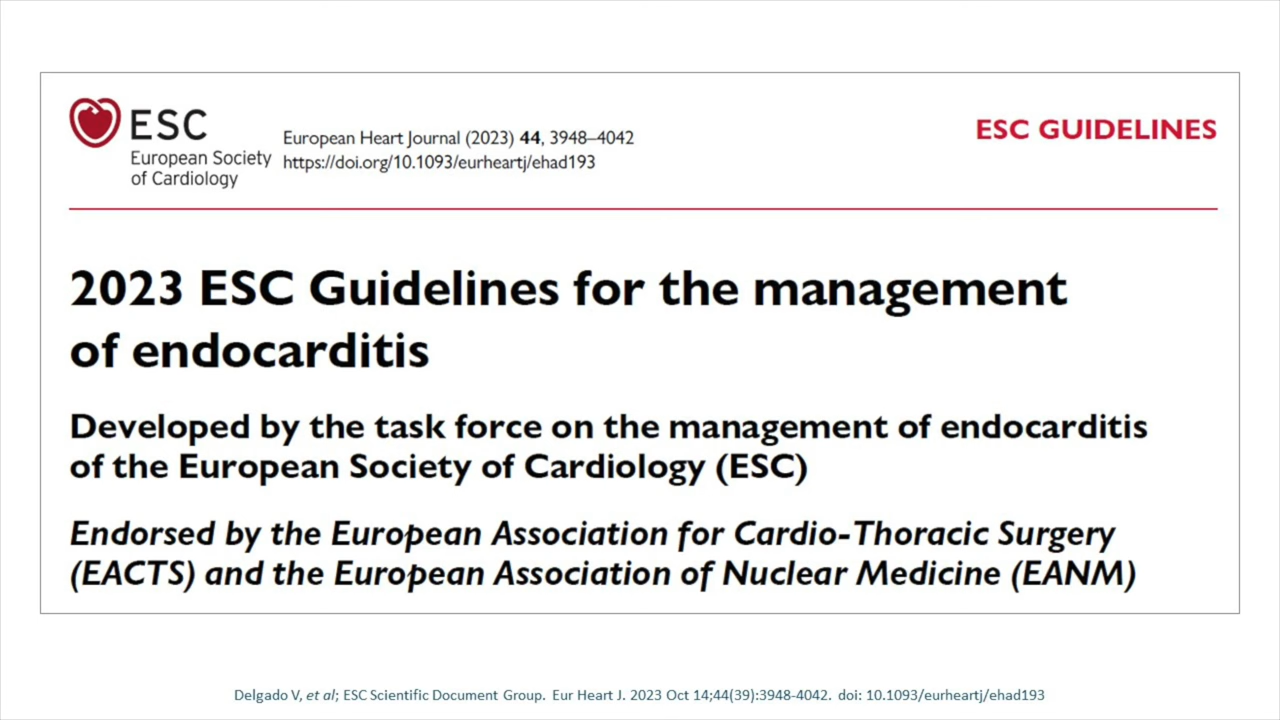 ESC
European Society
of Cardiology
European Heart Journal (2023) 44, 3948–4042
https://doi.org/10.1093/eurheartj/ehad193
ESC GUIDELINES
2023 ESC Guidelines for the management
of endocarditis
Developed by the task force on the management of endocarditis
of the European Society of Cardiology (ESC)
Endorsed by the European Association for Cardio-Thoracic Surgery
(EACTS) and the European Association of Nuclear Medicine (EANM)
Delgado V, et al; ESC Scientific Document Group. Eur Heart J. 2023 Oct 14;44(39):3948-4042. doi: 10.1093/eurheartj/ehad193